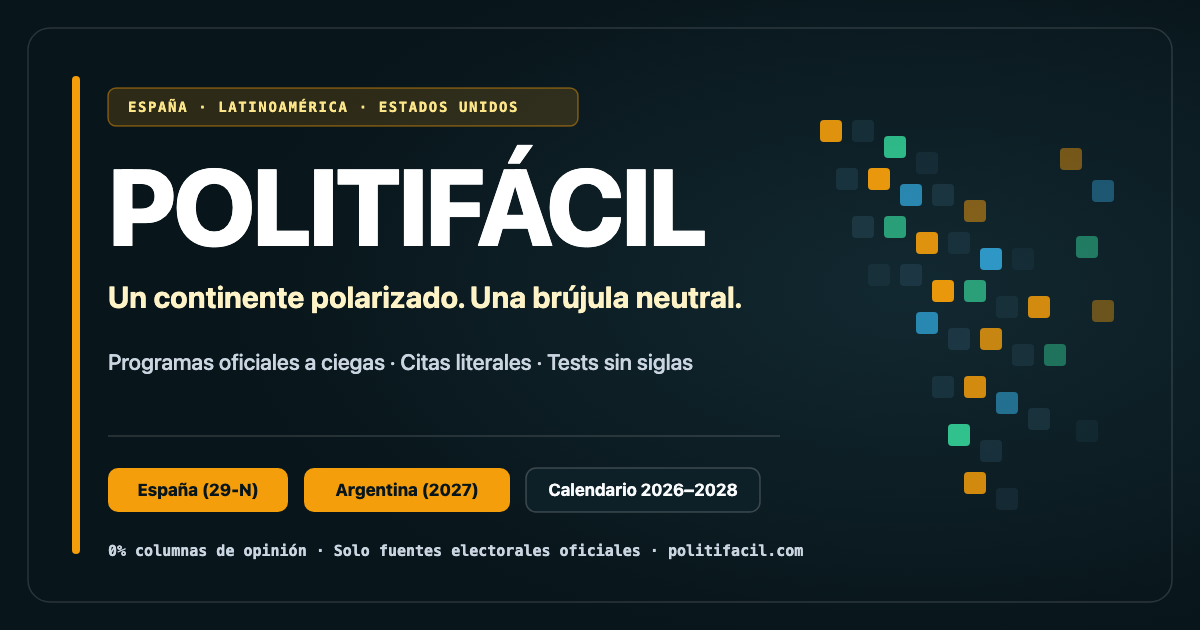 ESPAÑA · LATINOAMÉRICA · ESTADOS UNIDOS
POLITIFÁCIL
Un continente polarizado. Una brújula neutral.
Programas oficiales a ciegas · Citas literales · Tests sin siglas
España (29-N)
Argentina (2027)
Calendario 2026–2028
0% columnas de opinión · Solo fuentes electorales oficiales · politifacil.com